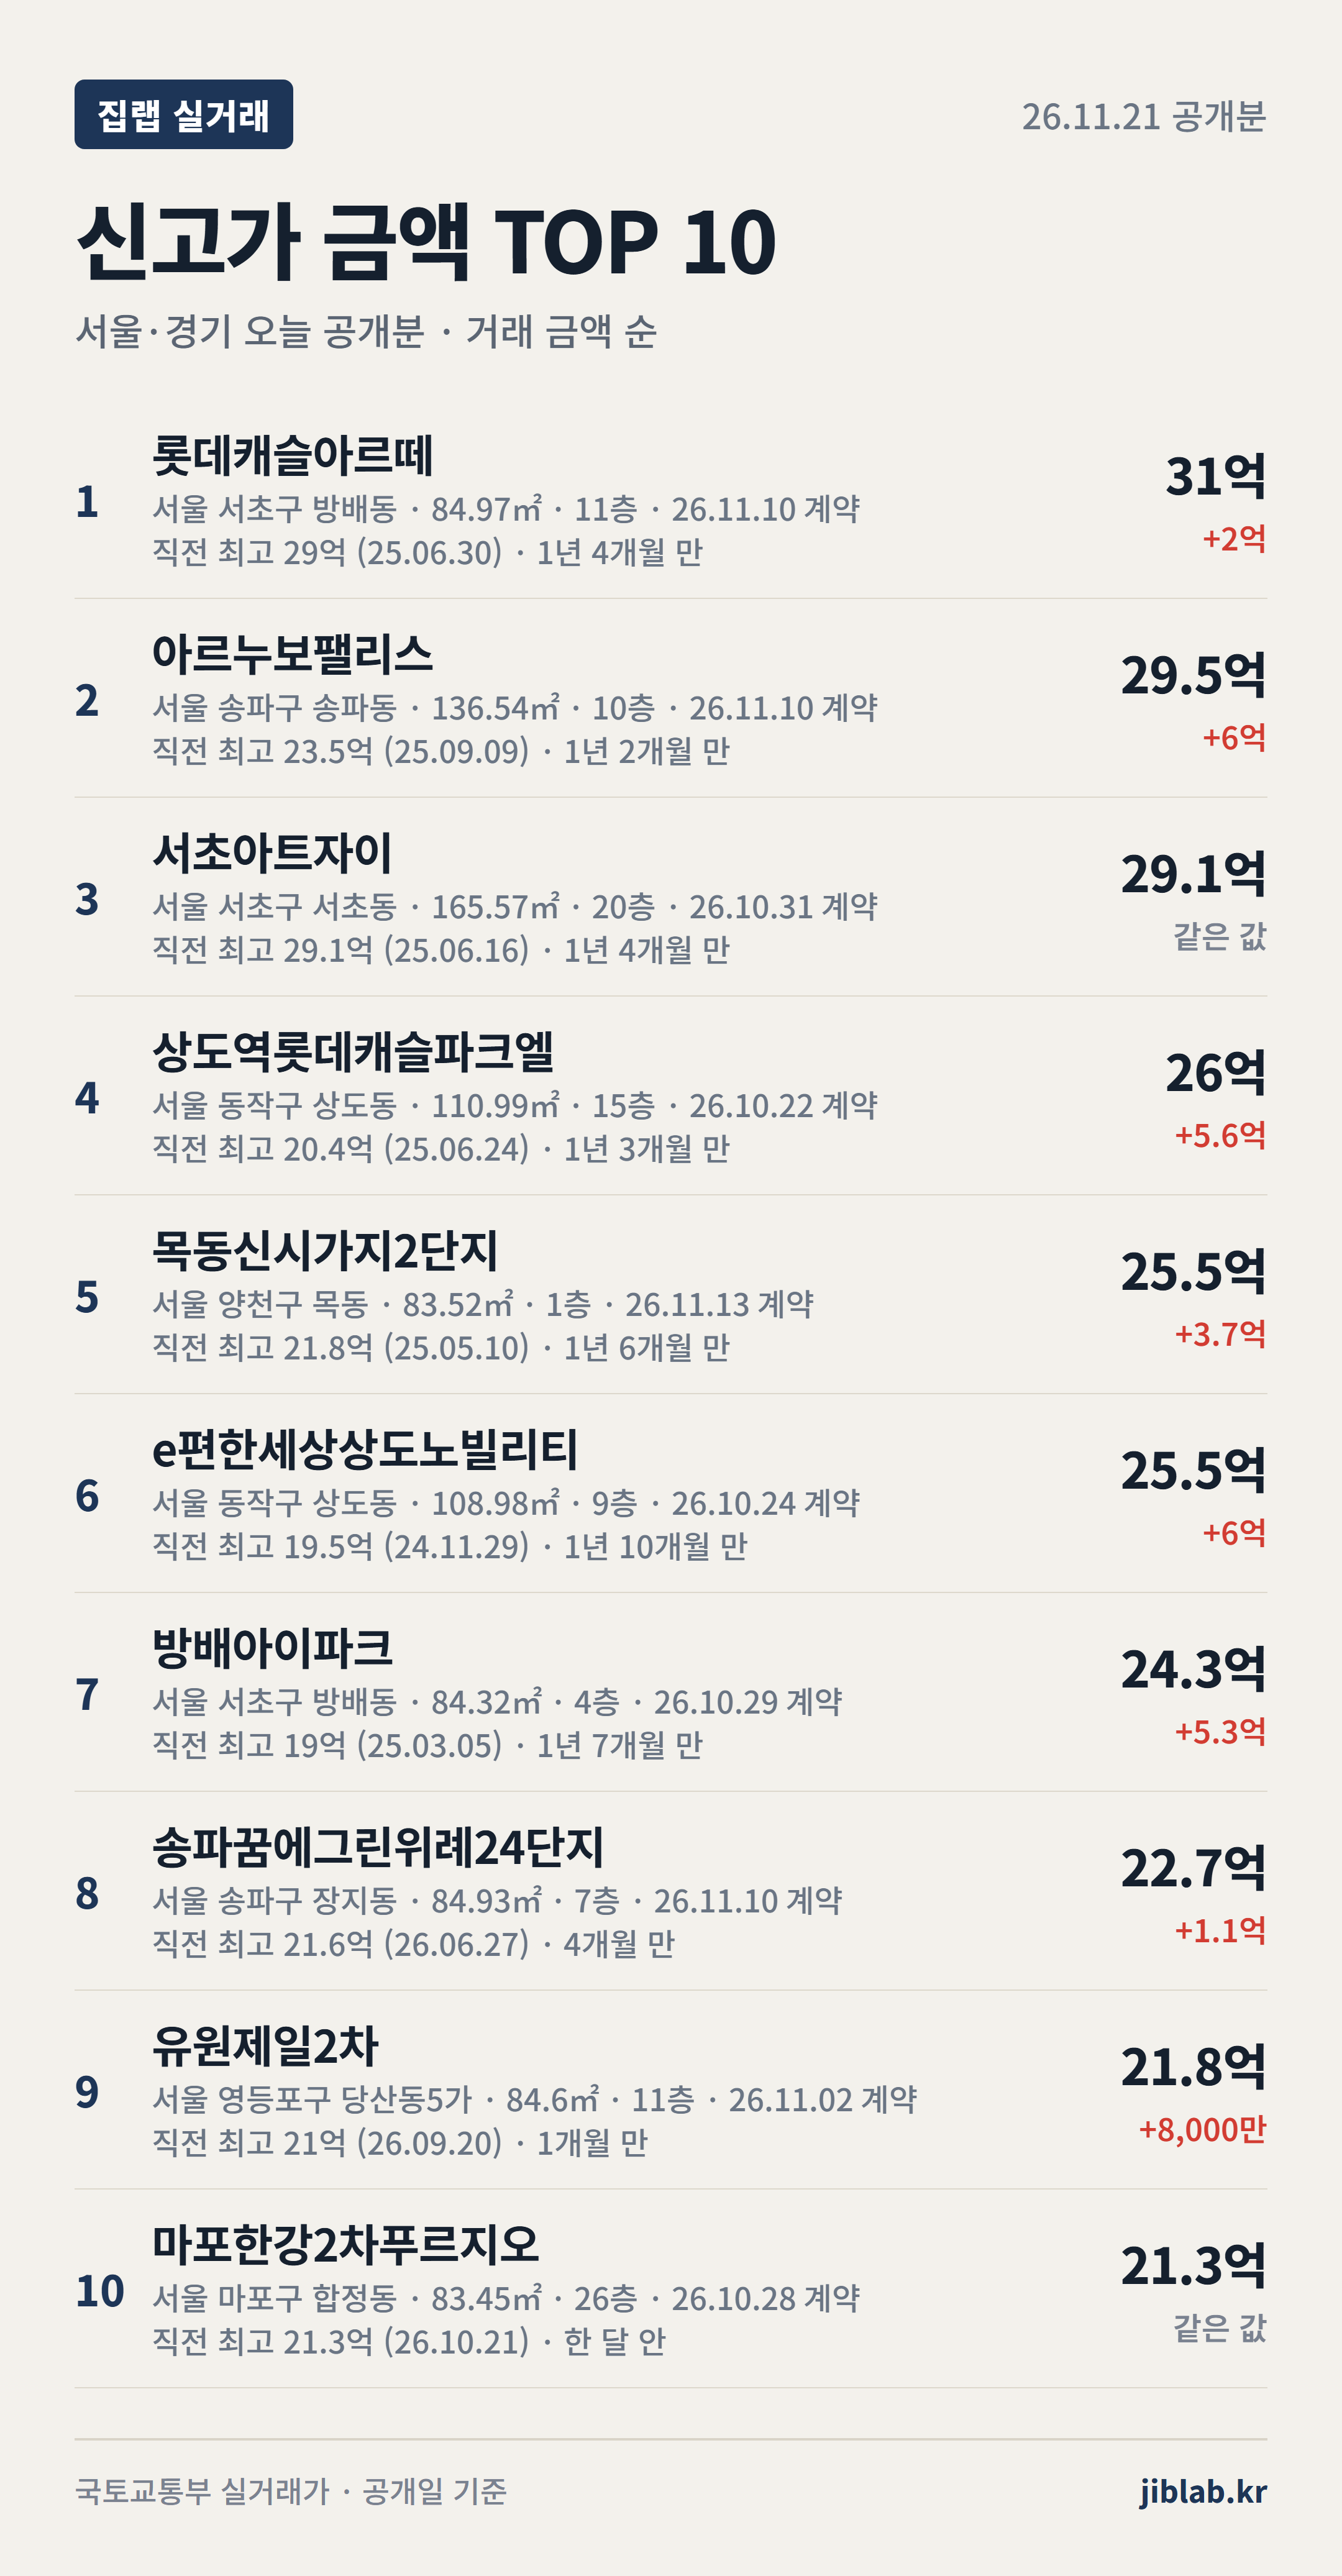 집랩 실거래
26.11.21 공개분
신고가 금액 TOP 10
서울·경기 오늘 공개분 · 거래 금액 순
1
롯데캐슬아르떼
서울 서초구 방배동 · 84.97㎡ · 11층 · 26.11.10 계약
직전 최고 29억 (25.06.30) · 1년 4개월 만
31억
+2억
2
아르누보팰리스
서울 송파구 송파동 · 136.54㎡ · 10층 · 26.11.10 계약
직전 최고 23.5억 (25.09.09) · 1년 2개월 만
29.5억
+6억
3
서초아트자이
서울 서초구 서초동 · 165.57㎡ · 20층 · 26.10.31 계약
직전 최고 29.1억 (25.06.16) · 1년 4개월 만
29.1억
같은 값
4
상도역롯데캐슬파크엘
서울 동작구 상도동 · 110.99㎡ · 15층 · 26.10.22 계약
직전 최고 20.4억 (25.06.24) · 1년 3개월 만
26억
+5.6억
5
목동신시가지2단지
서울 양천구 목동 · 83.52㎡ · 1층 · 26.11.13 계약
직전 최고 21.8억 (25.05.10) · 1년 6개월 만
25.5억
+3.7억
6
e편한세상상도노빌리티
서울 동작구 상도동 · 108.98㎡ · 9층 · 26.10.24 계약
직전 최고 19.5억 (24.11.29) · 1년 10개월 만
25.5억
+6억
7
방배아이파크
서울 서초구 방배동 · 84.32㎡ · 4층 · 26.10.29 계약
직전 최고 19억 (25.03.05) · 1년 7개월 만
24.3억
+5.3억
8
송파꿈에그린위례24단지
서울 송파구 장지동 · 84.93㎡ · 7층 · 26.11.10 계약
직전 최고 21.6억 (26.06.27) · 4개월 만
22.7억
+1.1억
9
유원제일2차
서울 영등포구 당산동5가 · 84.6㎡ · 11층 · 26.11.02 계약
직전 최고 21억 (26.09.20) · 1개월 만
21.8억
+8,000만
10
마포한강2차푸르지오
서울 마포구 합정동 · 83.45㎡ · 26층 · 26.10.28 계약
직전 최고 21.3억 (26.10.21) · 한 달 안
21.3억
같은 값
국토교통부 실거래가 · 공개일 기준
jiblab.kr